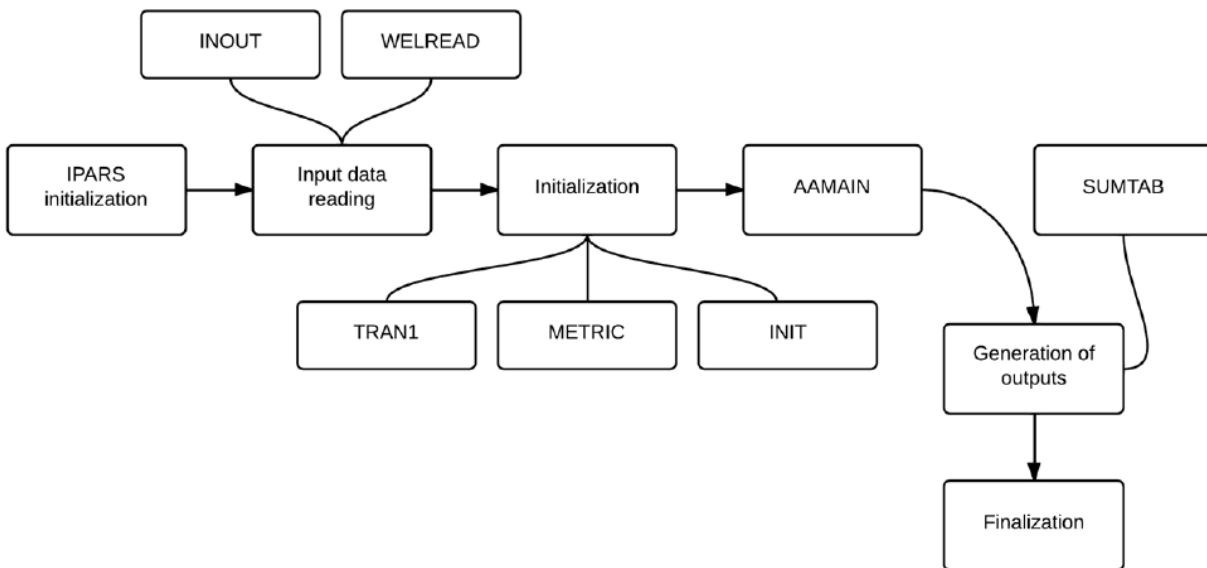 INOUT
WELREAD
IPARS
initialization
Input data
reading
Initialization
AAMAIN
SUMTAB
TRAN1
METRIC
INIT
Generation of
outputs
Finalization